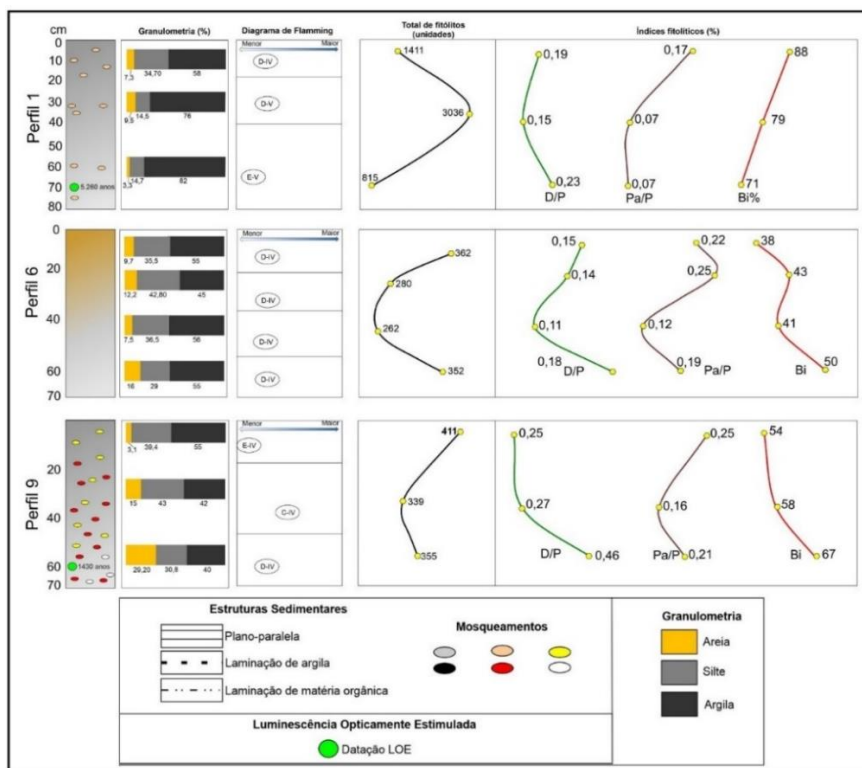 cm Granulometria (%) Diagrama de Flamming Total de fitólitos (unidades) Índices fitolíticos (%)
Perfil 1
0
10
20
30
40
50
60
70
80
5.260 anos
7,3 34,70 58
9,5 14,5 76
3,3 14,7 82
Menor Maior
D-IV
D-V
E-V
1411
3036
815
0,19
0,15
0,23
D/P
0,17
0,07
0,07
Pa/P
88
79
71
Bi%
Perfil 6
0
20
40
60
70
9,7 35,5 55
12,2 42,80 45
7,5 36,5 56
16 29 55
D-IV
D-IV
D-IV
D-IV
362
280
262
352
0,15
0,14
0,11
0,18
D/P
0,22
0,25
0,12
0,19
Pa/P
38
43
41
50
Bi
Perfil 9
20
30
40
50
60
70
1430 anos
3,1 39,4 55
15 43 42
29,20 30,8 40
Menor Maior
E-IV
C-IV
D-IV
411
339
355
0,25
0,27
0,46
D/P
0,25
0,16
0,21
Pa/P
54
58
67
Bi
Estruturas Sedimentares
Plano-paralela
Laminação de argila
Laminação de matéria orgânica
Mosqueamentos
Luminescência Opticamente Estimulada
Datação LOE
Granulometria
Areia
Silte
Argila